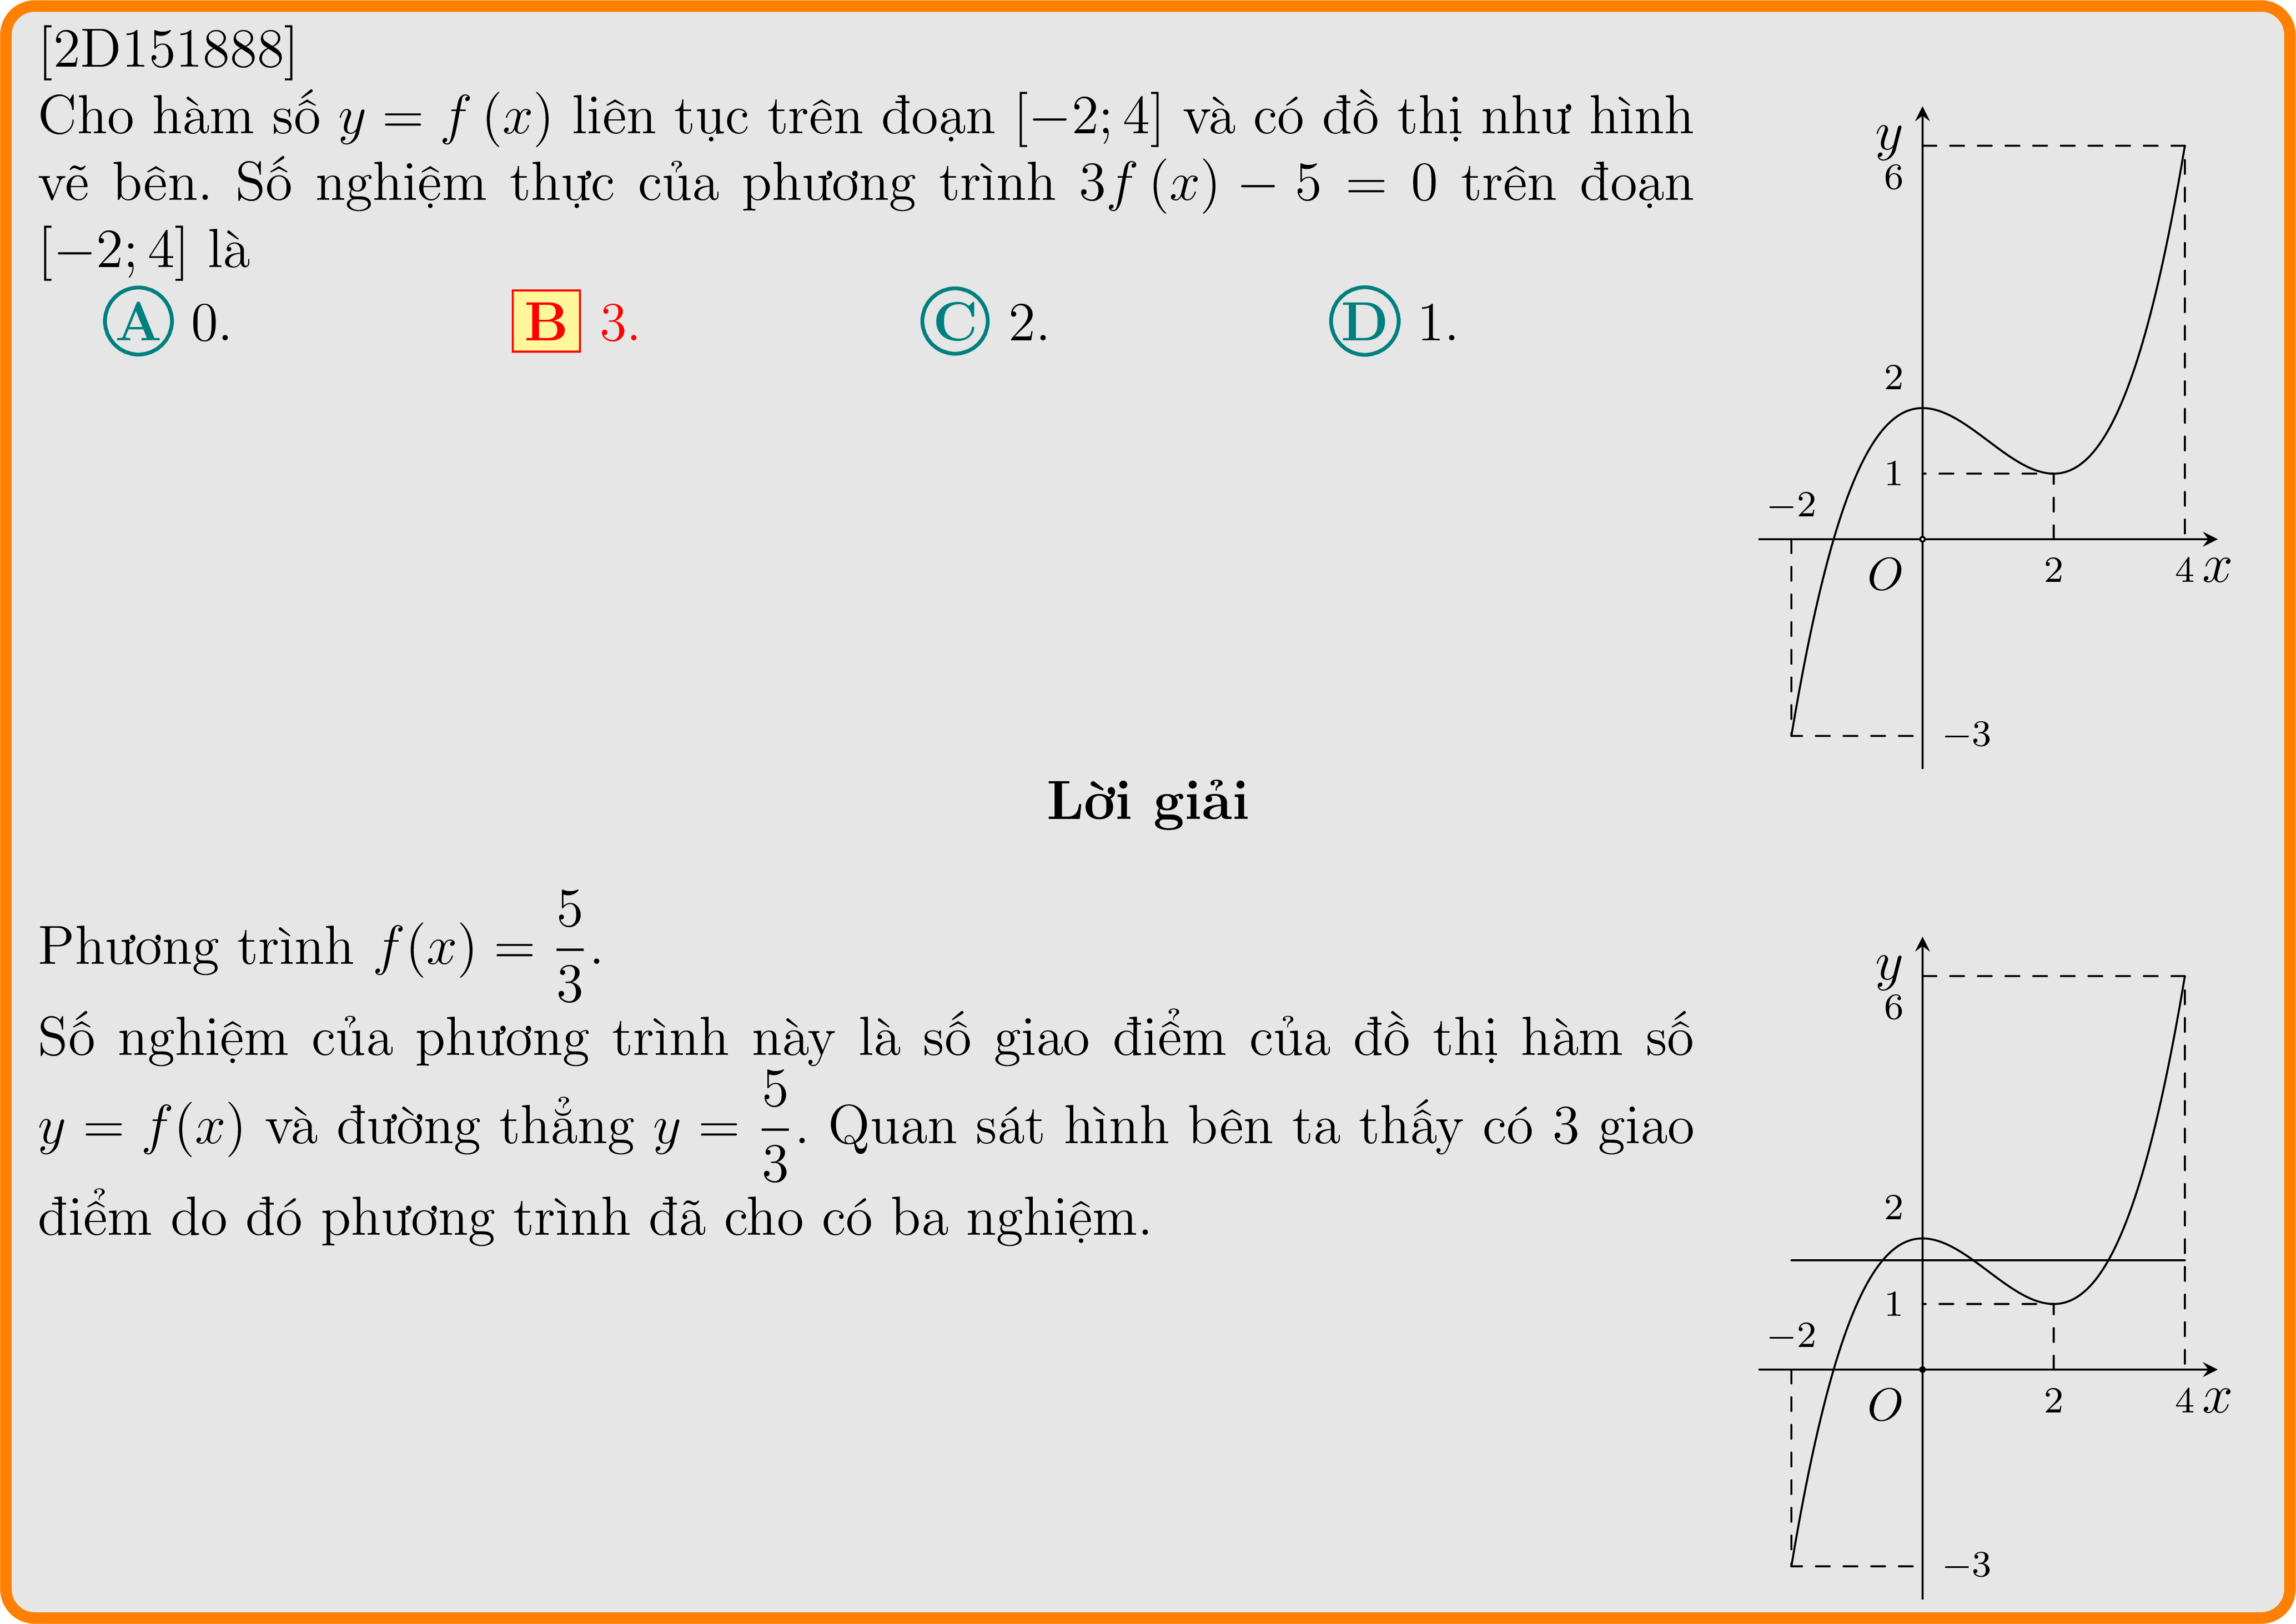 [2D151888]
Cho hàm số y = f (x) liên tục trên đoạn [−2; 4] và có đồ thị như hình
vẽ bên. Số nghiệm thực của phương trình 3f (x) − 5 = 0 trên đoạn
[−2; 4] là
A 0. B 3. C 2. D 1.
y
6
2
1
−2
O
2
4 x
−3
Lời giải
Phương trình f(x) = 5/3.
Số nghiệm của phương trình này là số giao điểm của đồ thị hàm số
y = f(x) và đường thẳng y = 5/3. Quan sát hình bên ta thấy có 3 giao
điểm do đó phương trình đã cho có ba nghiệm.
y
6
2
1
−2
O
2
4 x
−3